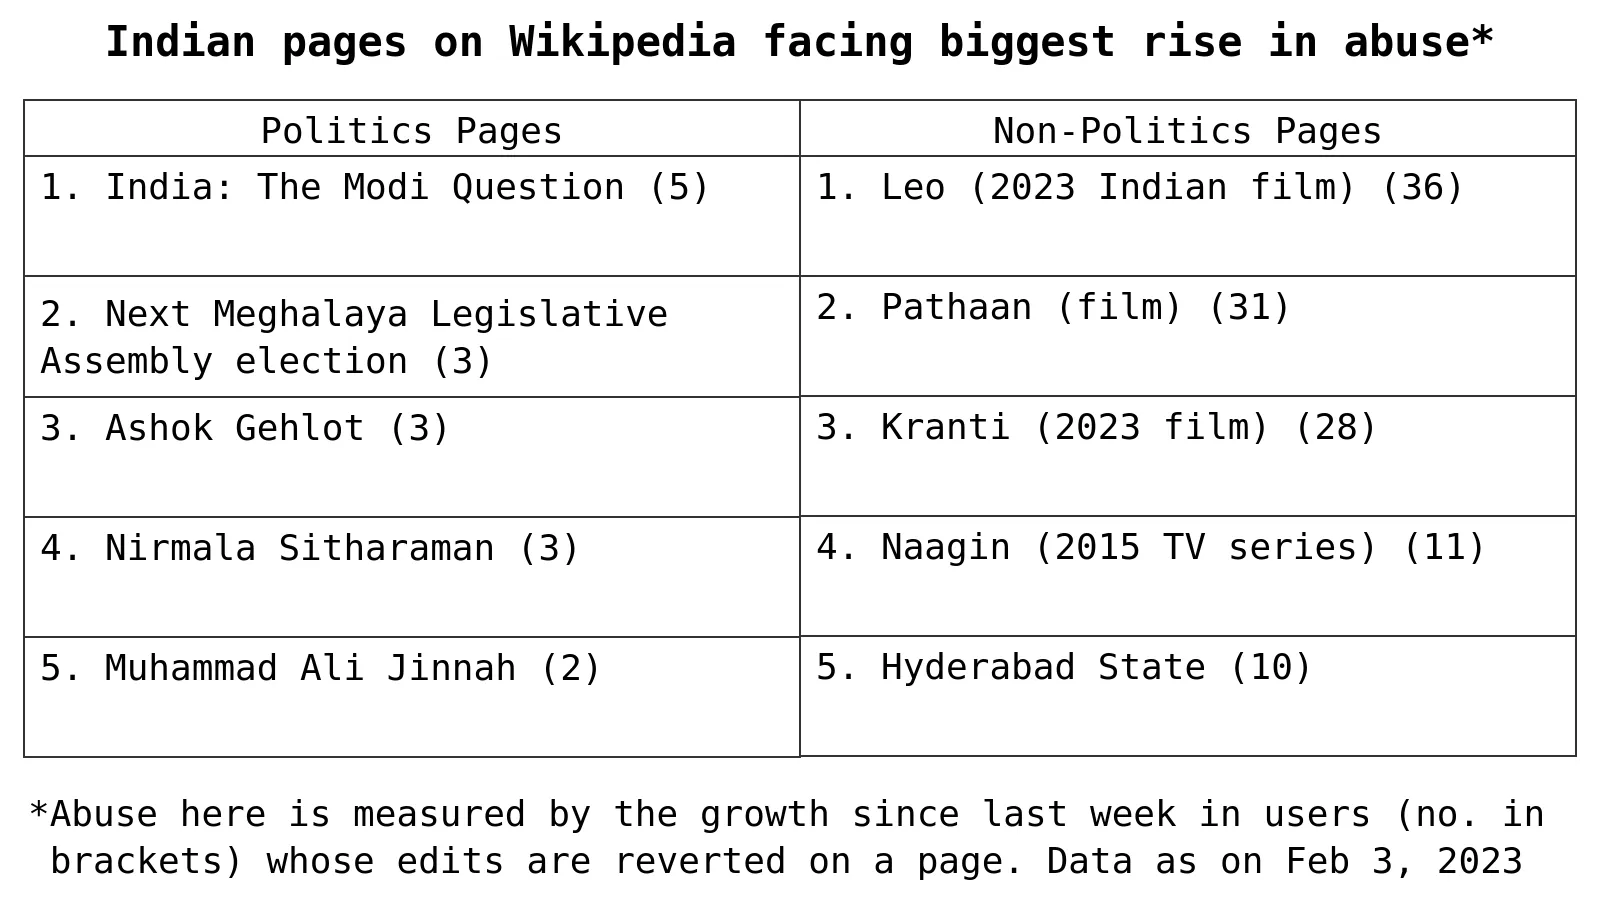 Indian pages on Wikipedia facing biggest rise in abuse*
Politics Pages
Non-Politics Pages
1. India: The Modi Question (5)
1. Leo (2023 Indian film) (36)
2. Next Meghalaya Legislative
Assembly election (3)
2. Pathaan (film) (31)
3. Ashok Gehlot (3)
3. Kranti (2023 film) (28)
4. Nirmala Sitharaman (3)
4. Naagin (2015 TV series) (11)
5. Muhammad Ali Jinnah (2)
5. Hyderabad State (10)
*Abuse here is measured by the growth since last week in users (no. in
brackets) whose edits are reverted on a page. Data as on Feb 3, 2023